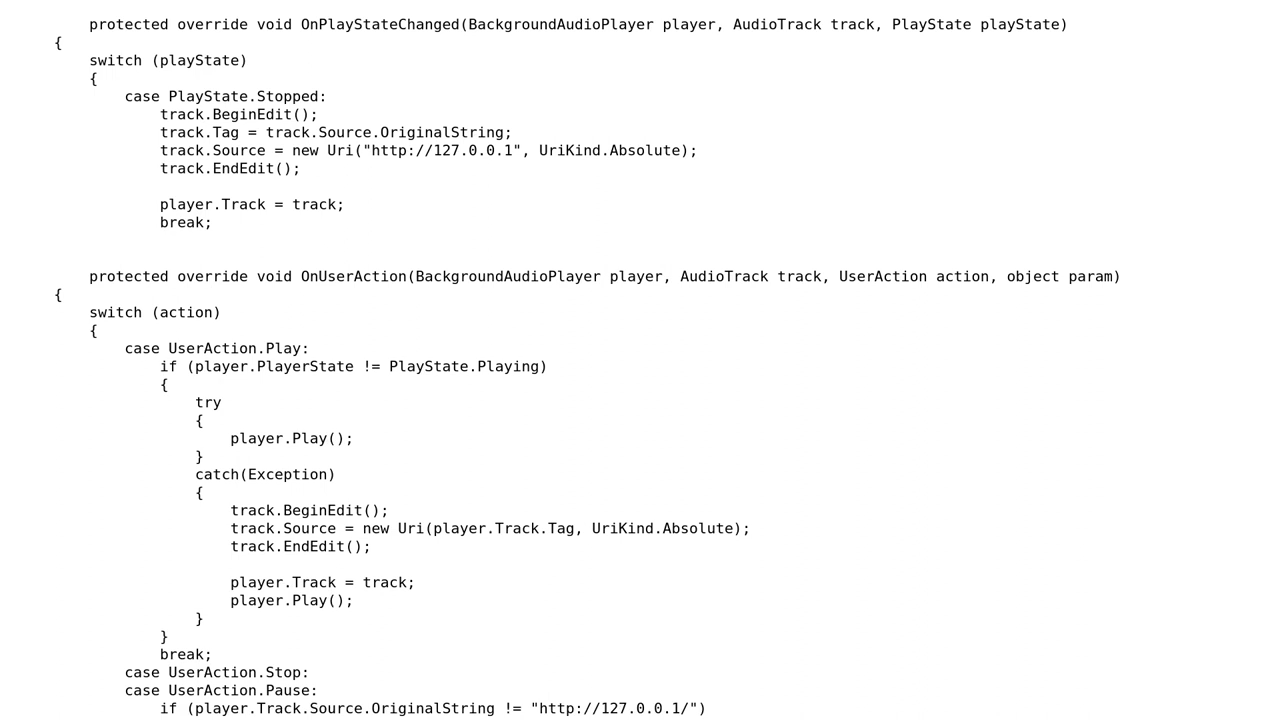 protected override void OnPlayStateChanged(BackgroundAudioPlayer player, AudioTrack track, PlayState playState)
{
switch (playState)
{
case PlayState.Stopped:
track.BeginEdit();
track.Tag = track.Source.OriginalString;
track.Source = new Uri("http://127.0.0.1", UriKind.Absolute);
track.EndEdit();
player.Track = track;
break;
protected override void OnUserAction(BackgroundAudioPlayer player, AudioTrack track, UserAction action, object param)
{
switch (action)
{
case UserAction.Play:
if (player.PlayerState != PlayState.Playing)
{
try
{
player.Play();
}
catch(Exception)
{
track.BeginEdit();
track.Source = new Uri(player.Track.Tag, UriKind.Absolute);
track.EndEdit();
player.Track = track;
player.Play();
}
}
break;
case UserAction.Stop:
case UserAction.Pause:
if (player.Track.Source.OriginalString != "http://127.0.0.1/")